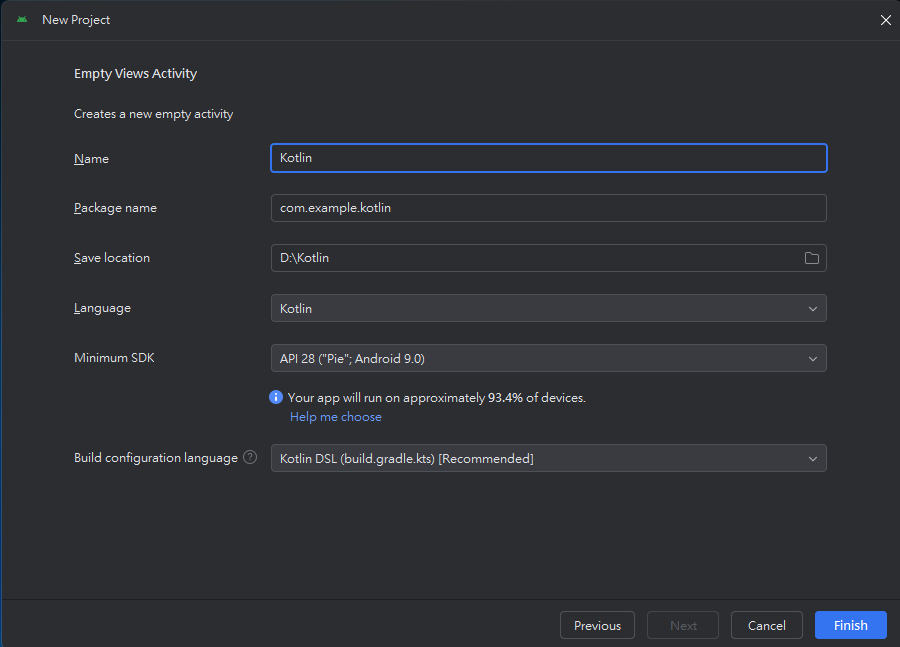 New Project
Empty Views Activity
Creates a new empty activity
Name Kotlin
Package name com.example.kotlin
Save location D:\Kotlin
Language Kotlin
Minimum SDK API 28 ("Pie"; Android 9.0)
Your app will run on approximately 93.4% of devices.
Help me choose
Build configuration language ? Kotlin DSL (build.gradle.kts) [Recommended]
Previous Next Cancel Finish